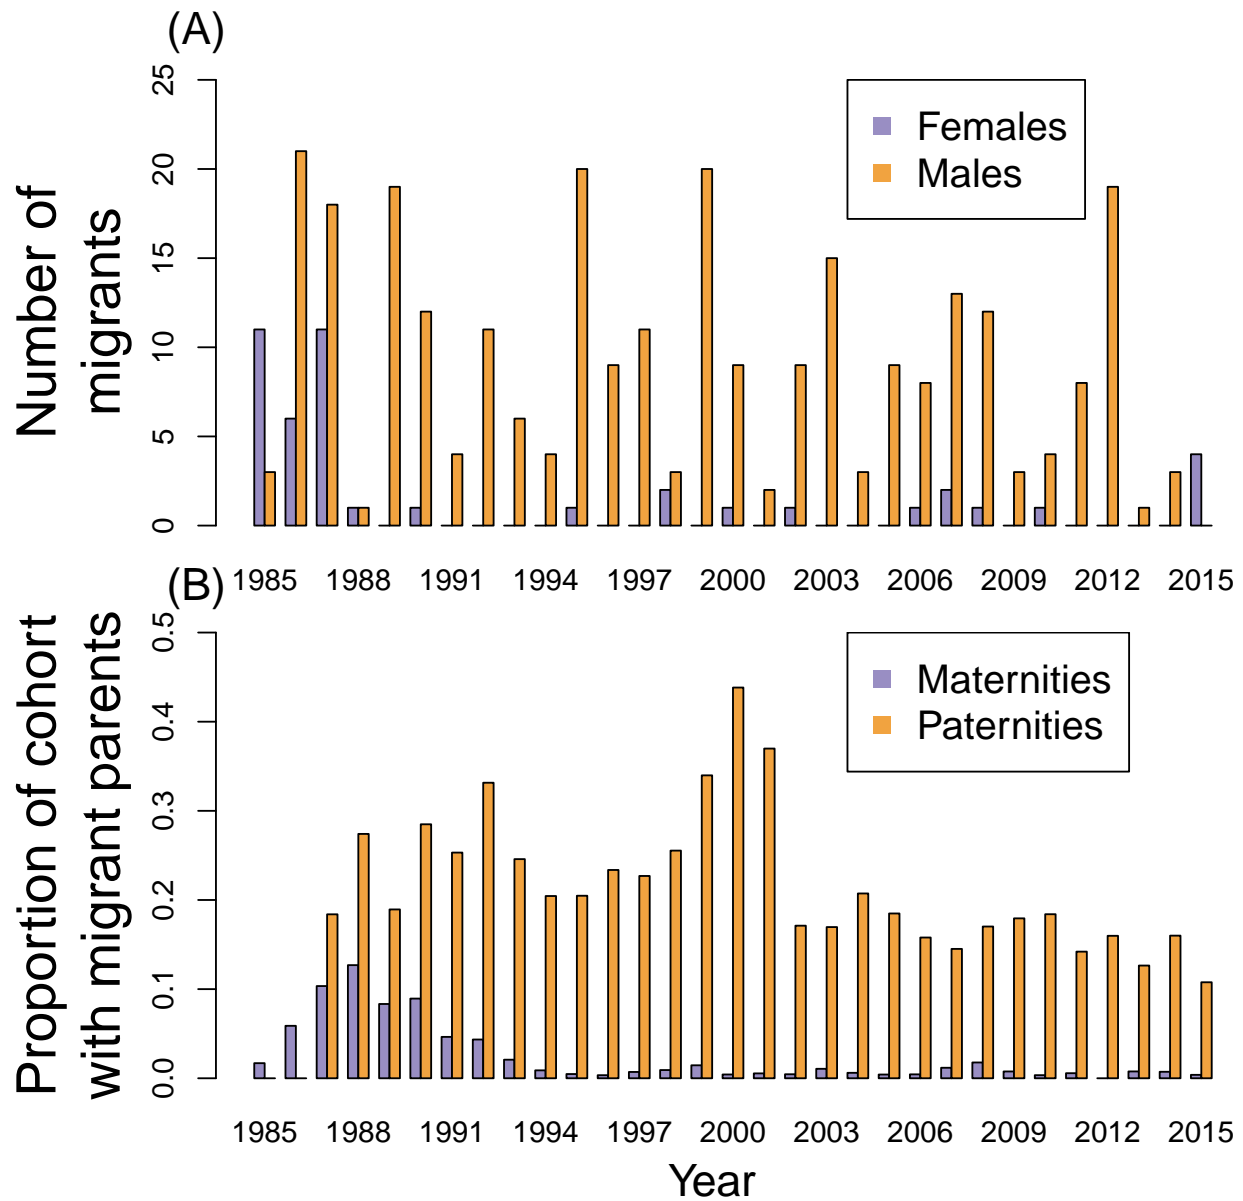 (A)
Number of
migrants
25
20
15
10
5
0
Females
Males
1985 1988 1991 1994 1997 2000 2003 2006 2009 2012 2015
(B)
Proportion of cohort
with migrant parents
0.5
0.4
0.3
0.2
0.1
0.0
Maternities
Paternities
1985 1988 1991 1994 1997 2000 2003 2006 2009 2012 2015
Year